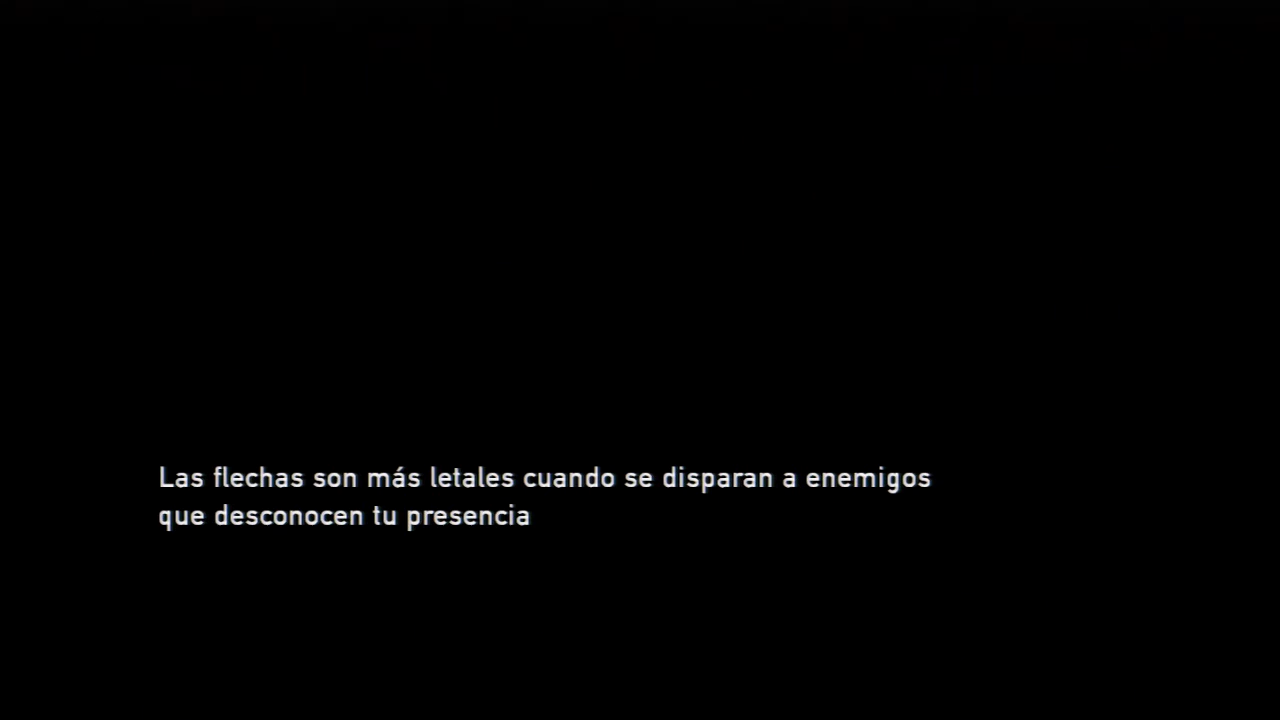 Las flechas son más letales cuando se disparan a enemigos
que desconocen tu presencia